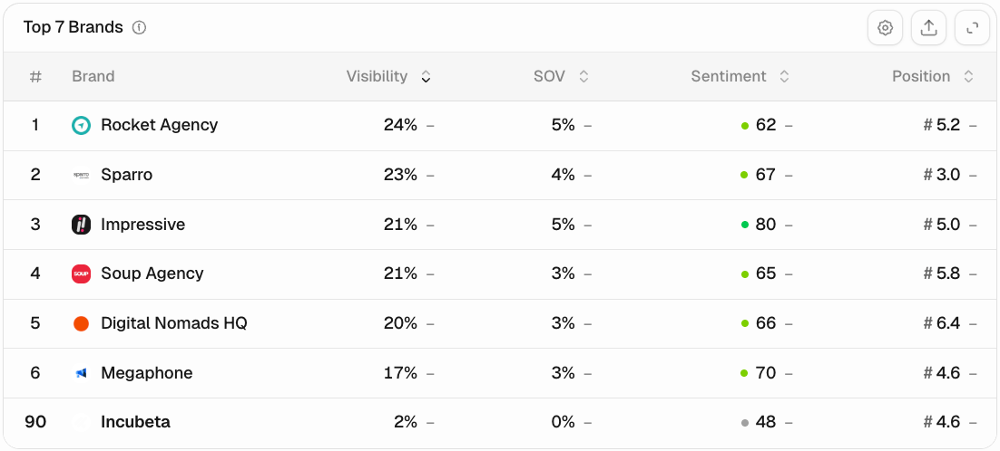 Top 7 Brands
# Brand Visibility SOV Sentiment Position
1 Rocket Agency 24% – 5% – 62 – # 5.2 –
2 sparro Sparro 23% – 4% – 67 – # 3.0 –
3 Impressive 21% – 5% – 80 – # 5.0 –
4 SOUP Soup Agency 21% – 3% – 65 – # 5.8 –
5 Digital Nomads HQ 20% – 3% – 66 – # 6.4 –
6 Megaphone 17% – 3% – 70 – # 4.6 –
90 Incubeta 2% – 0% – 48 – # 4.6 –